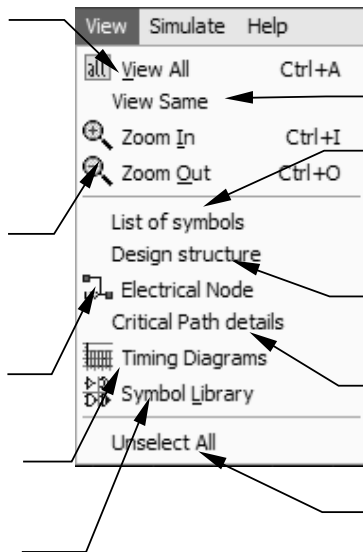 View Simulate Help
all View All Ctrl+A
View Same
Zoom In Ctrl+I
Zoom Out Ctrl+O
List of symbols
Design structure
Electrical Node
Critical Path details
Timing Diagrams
Symbol Library
Unselect All